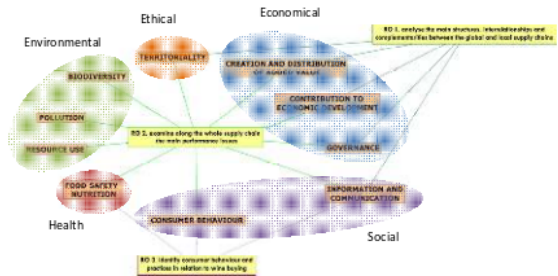 Economical
Ethical
Environmental
RO 1. analyse the main structures, interrelationships and
complementarities between the global and local supply chains
TERRITORIALITY
CREATION AND DISTRIBUTION
OF ADDED VALUE
BIODIVERSITY
CONTRIBUTION TO
ECONOMIC DEVELOPMENT
POLLUTION
RO 2. examine along the whole supply chain
the main performance issues
RESOURCE USE
GOVERNANCE
FOOD SAFETY
NUTRITION
INFORMATION AND
COMMUNICATION
CONSUMER BEHAVIOUR
Health
Social
RO 3 Identify consumer behaviour and
practices in relation to wine buying